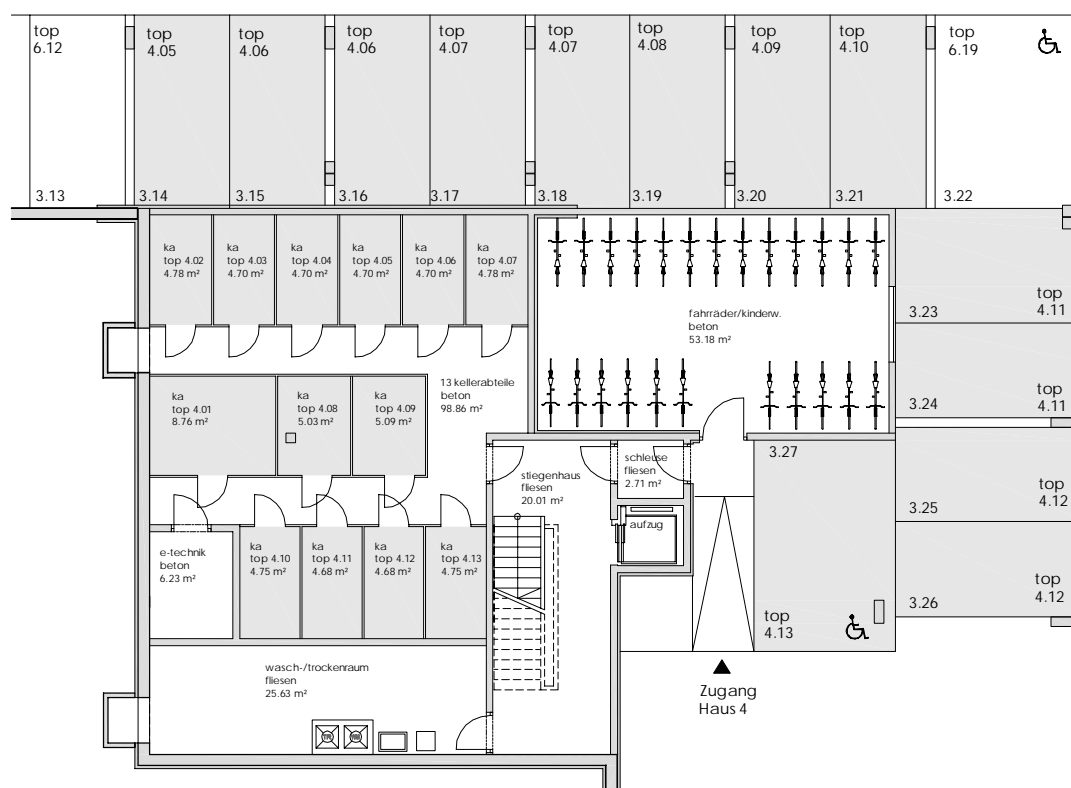 top
6.12
top
4.05
top
4.06
top
4.06
top
4.07
top
4.07
top
4.08
top
4.09
top
4.10
top
6.19
3.13
3.14
3.15
3.16
3.17
3.18
3.19
3.20
3.21
3.22
ka
top 4.02
4.78 m²
ka
top 4.03
4.70 m²
ka
top 4.04
4.70 m²
ka
top 4.05
4.70 m²
ka
top 4.06
4.70 m²
ka
top 4.07
4.78 m²
fahrräder/kinderw.
beton
53.18 m²
3.23
top
4.11
3.24
top
4.11
13 kellerabteile
beton
98.86 m²
ka
top 4.01
8.76 m²
ka
top 4.08
5.03 m²
ka
top 4.09
5.09 m²
stiegenhaus
fliesen
20.01 m²
schleuse
fliesen
2.71 m²
3.27
3.25
top
4.12
aufzug
e-technik
beton
6.23 m²
ka
top 4.10
4.75 m²
ka
top 4.11
4.68 m²
ka
top 4.12
4.68 m²
ka
top 4.13
4.75 m²
3.26
top
4.12
top
4.13
wasch-/trockenraum
fliesen
25.63 m²
Zugang
Haus 4